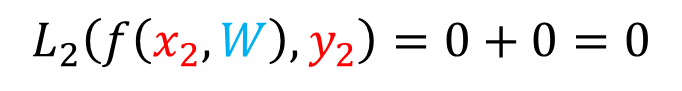 L₂(f(x₂, W), y₂) = 0 + 0 = 0